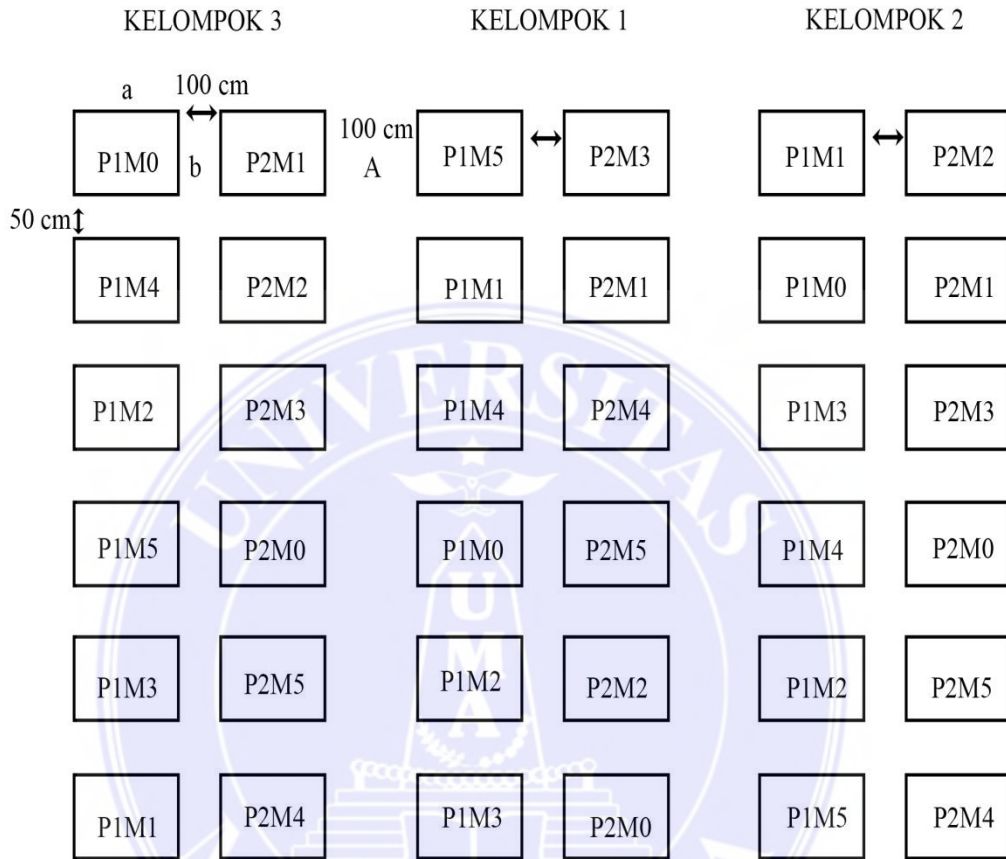 KELOMPOK 3 KELOMPOK 1 KELOMPOK 2
a 100 cm
100 cm
P1M0 b P2M1 A P1M5 P2M3 P1M1 P2M2
50 cm
P1M4 P2M2 P1M1 P2M1 P1M0 P2M1
P1M2 P2M3 P1M4 P2M4 P1M3 P2M3
P1M5 P2M0 P1M0 P2M5 P1M4 P2M0
P1M3 P2M5 P1M2 P2M2 P1M2 P2M5
P1M1 P2M4 P1M3 P2M0 P1M5 P2M4
UNIVERSITAS
U
M
A